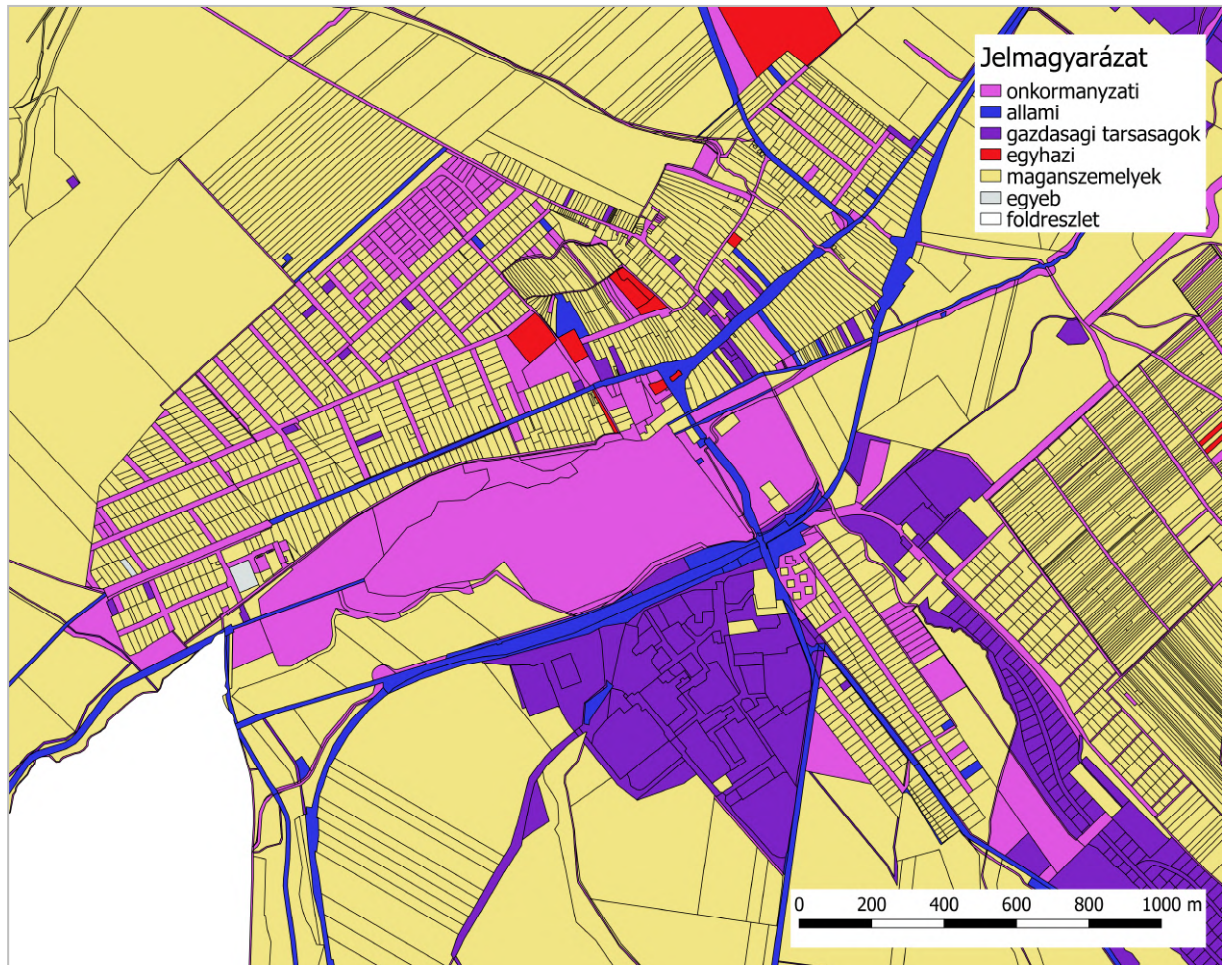 Jelmagyarázat
onkormanyzati
allami
gazdasagi tarsasagok
egyhazi
maganszemelyek
egyeb
foldreszlet
0 200 400 600 800 1000 m